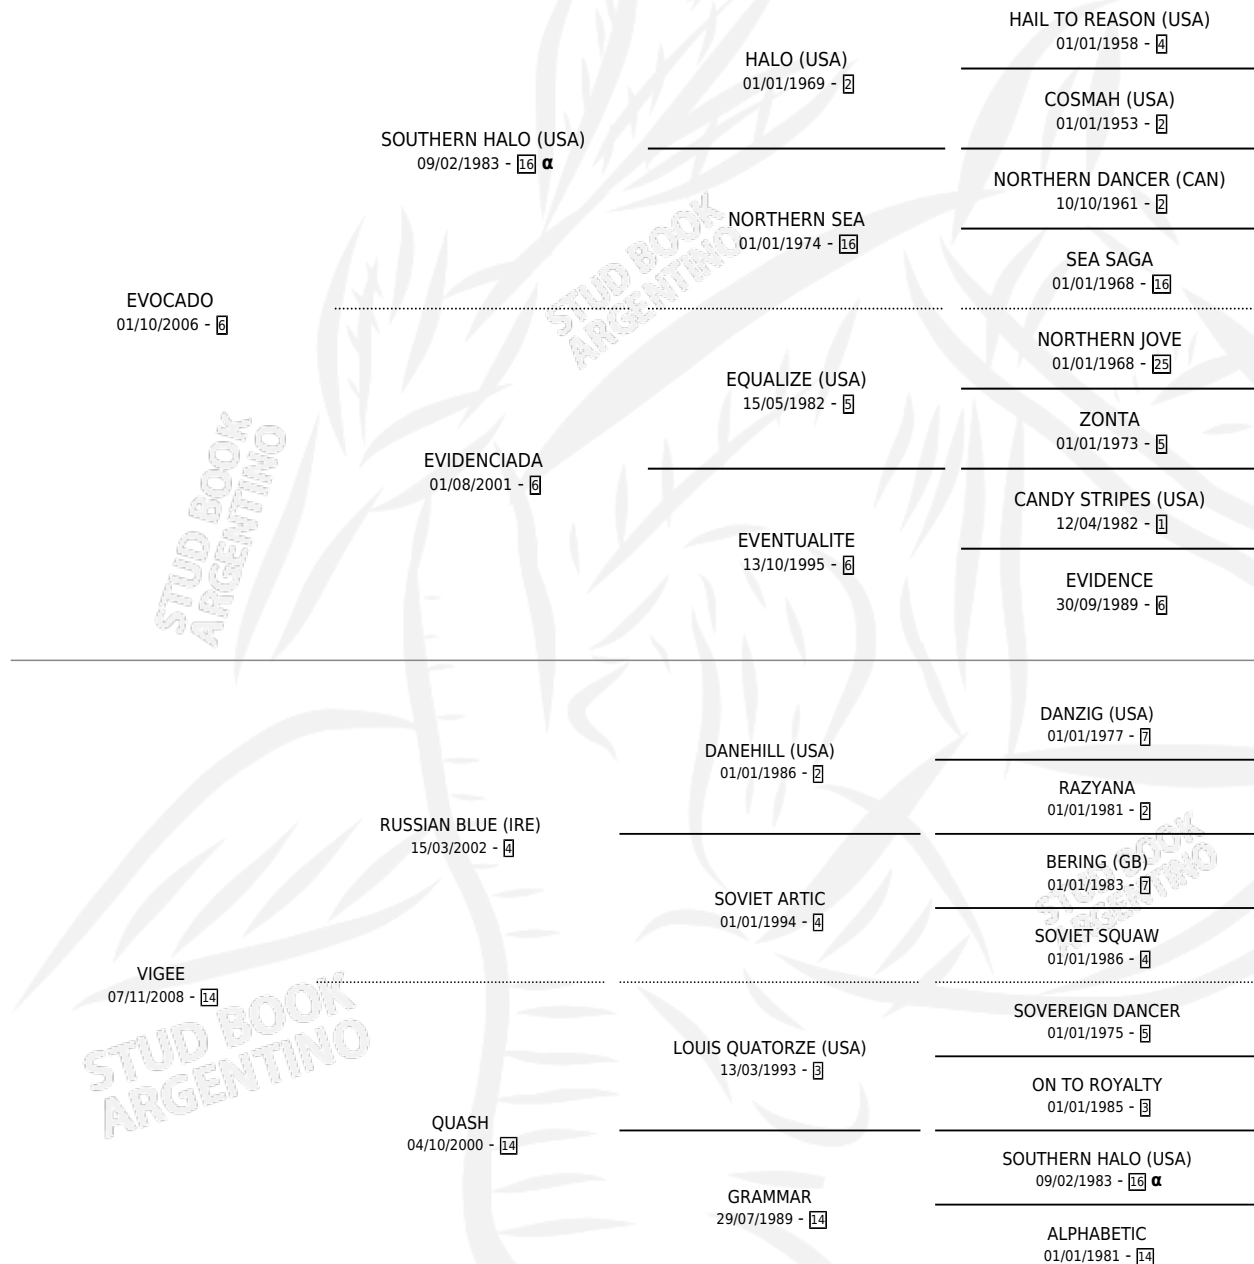 HAIL TO REASON (USA)
01/01/1958 - 4
HALO (USA)
01/01/1969 - 2
COSMAH (USA)
01/01/1953 - 2
SOUTHERN HALO (USA)
09/02/1983 - 16 α
NORTHERN DANCER (CAN)
10/10/1961 - 2
NORTHERN SEA
01/01/1974 - 16
SEA SAGA
01/01/1968 - 16
STUD BOOK
ARGENTINO
EVOCADO
01/10/2006 - 6
NORTHERN JOVE
01/01/1968 - 25
EQUALIZE (USA)
15/05/1982 - 5
ZONTA
01/01/1973 - 5
EVIDENCIADA
01/08/2001 - 6
CANDY STRIPES (USA)
12/04/1982 - 1
EVENTUALITE
13/10/1995 - 6
EVIDENCE
30/09/1989 - 6
STUD BOOK
ARGENTINO
DANZIG (USA)
01/01/1977 - 7
DANEHILL (USA)
01/01/1986 - 2
RAZYANA
01/01/1981 - 2
RUSSIAN BLUE (IRE)
15/03/2002 - 4
BERING (GB)
01/01/1983 - 7
STUD BOOK
ARGENTINO
SOVIET ARTIC
01/01/1994 - 4
SOVIET SQUAW
01/01/1986 - 4
VIGEE
07/11/2008 - 14
STUD BOOK
ARGENTINO
SOVEREIGN DANCER
01/01/1975 - 5
LOUIS QUATORZE (USA)
13/03/1993 - 3
ON TO ROYALTY
01/01/1985 - 3
QUASH
04/10/2000 - 14
SOUTHERN HALO (USA)
09/02/1983 - 16 α
GRAMMAR
29/07/1989 - 14
ALPHABETIC
01/01/1981 - 14